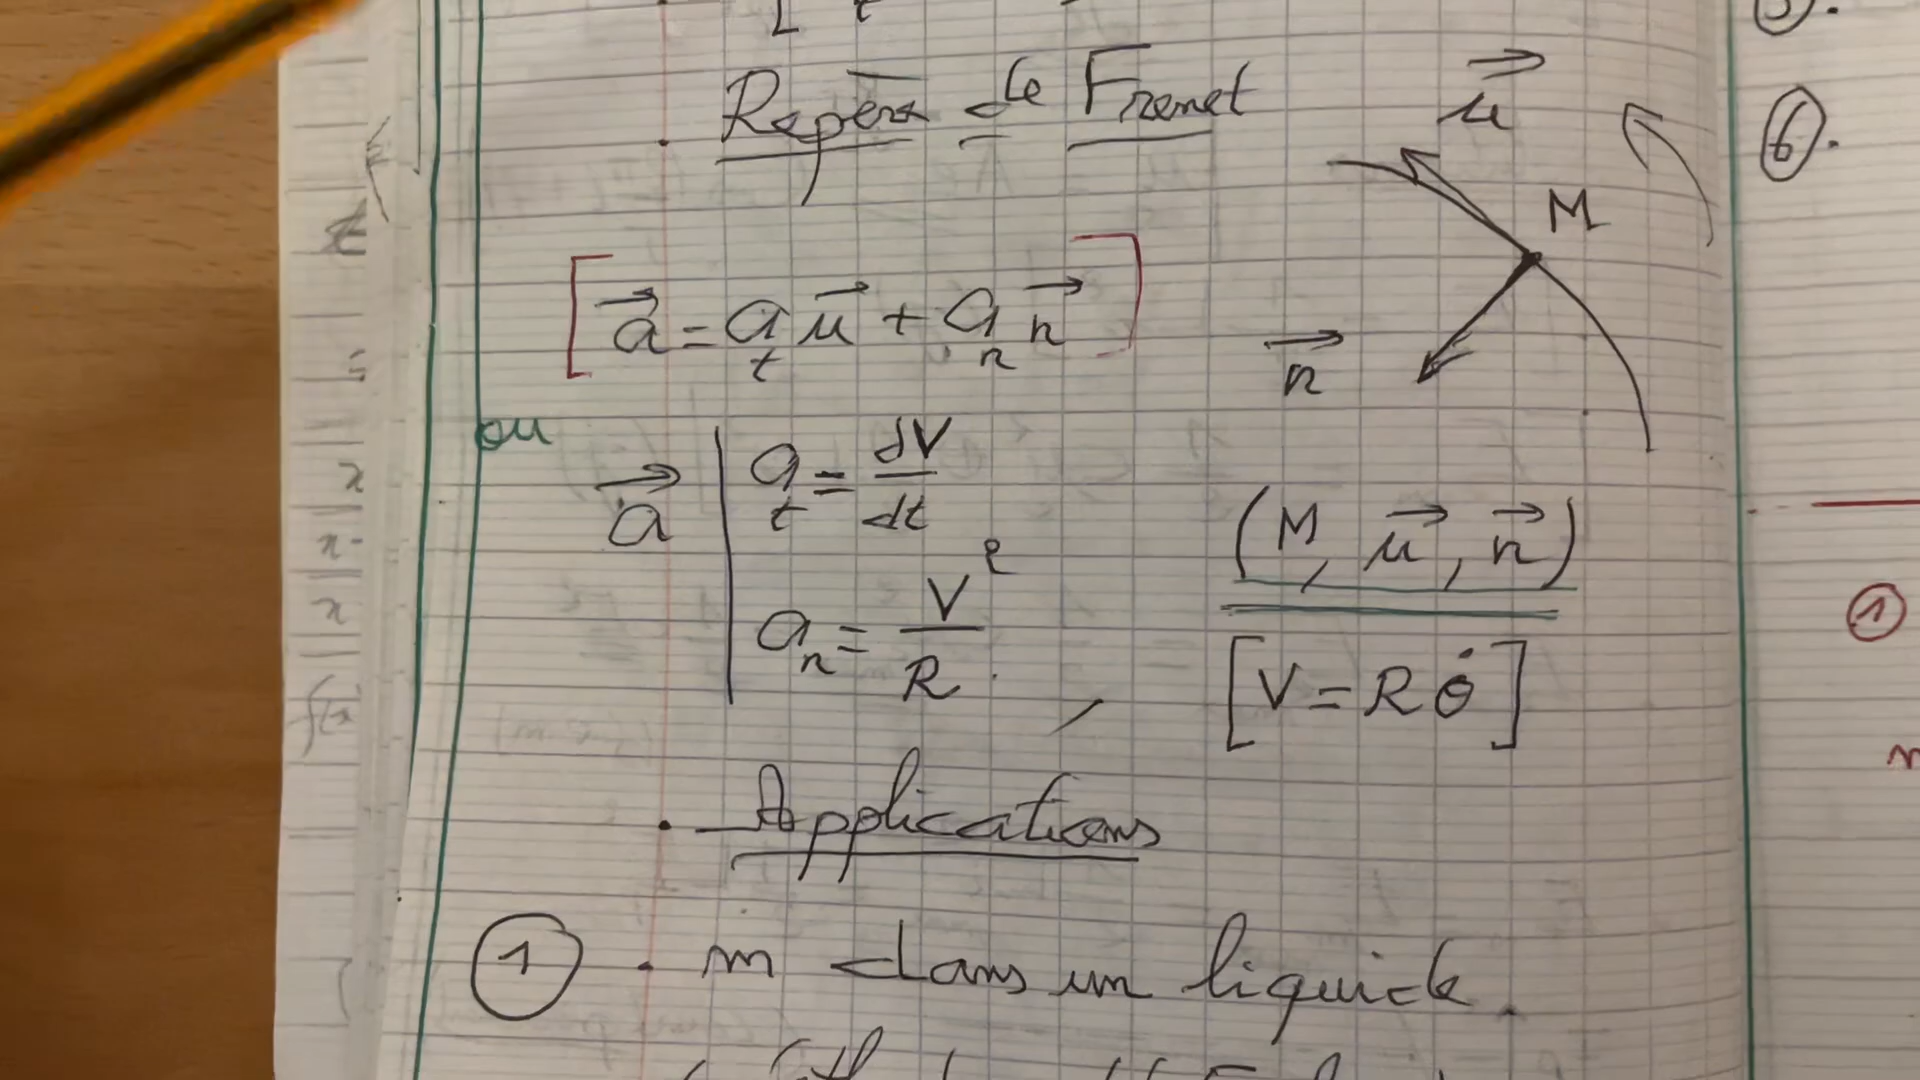 Repère de Frenet
u
M
[a = a_t u + a_n n]
n
ou
a | a_t = dV/dt
a_n = V²/R
(M, u, n)
[V = R θ̇]
Applications
① . m dans un liquide.
⑥.
①